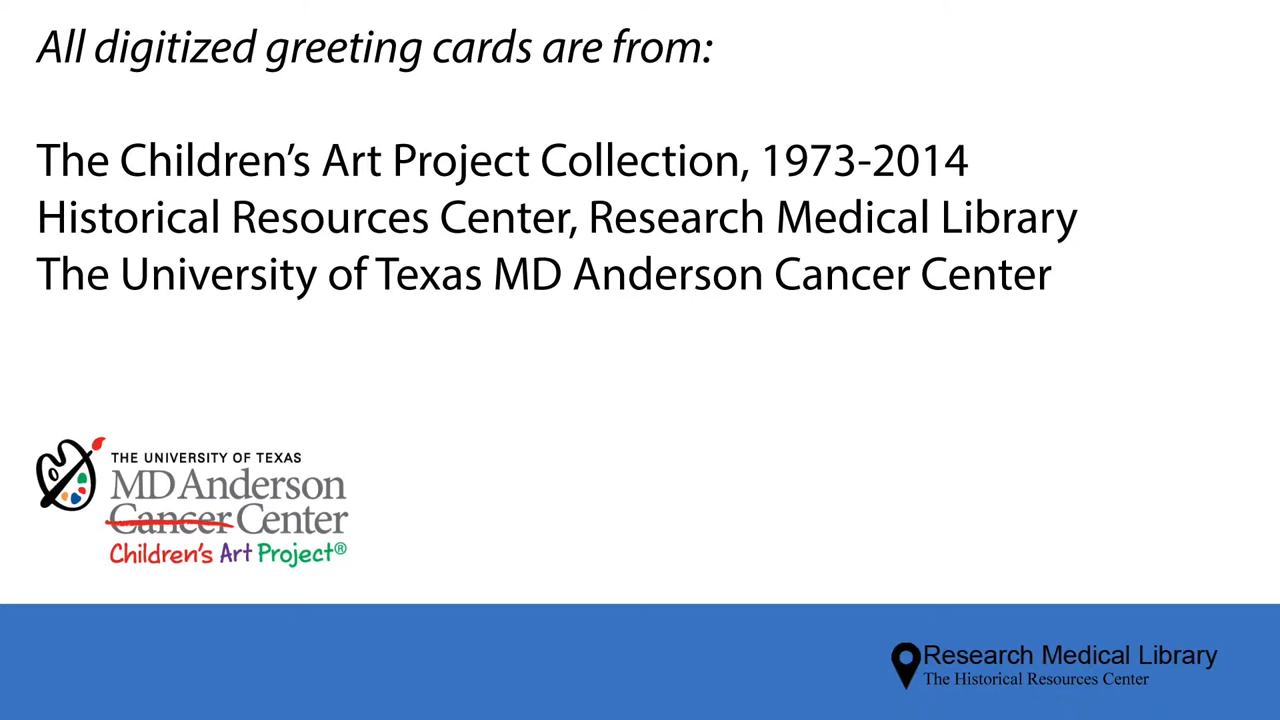 All digitized greeting cards are from:
The Children’s Art Project Collection, 1973-2014
Historical Resources Center, Research Medical Library
The University of Texas MD Anderson Cancer Center
THE UNIVERSITY OF TEXAS
MD Anderson
Cancer Center
Children's Art Project®
Research Medical Library
The Historical Resources Center